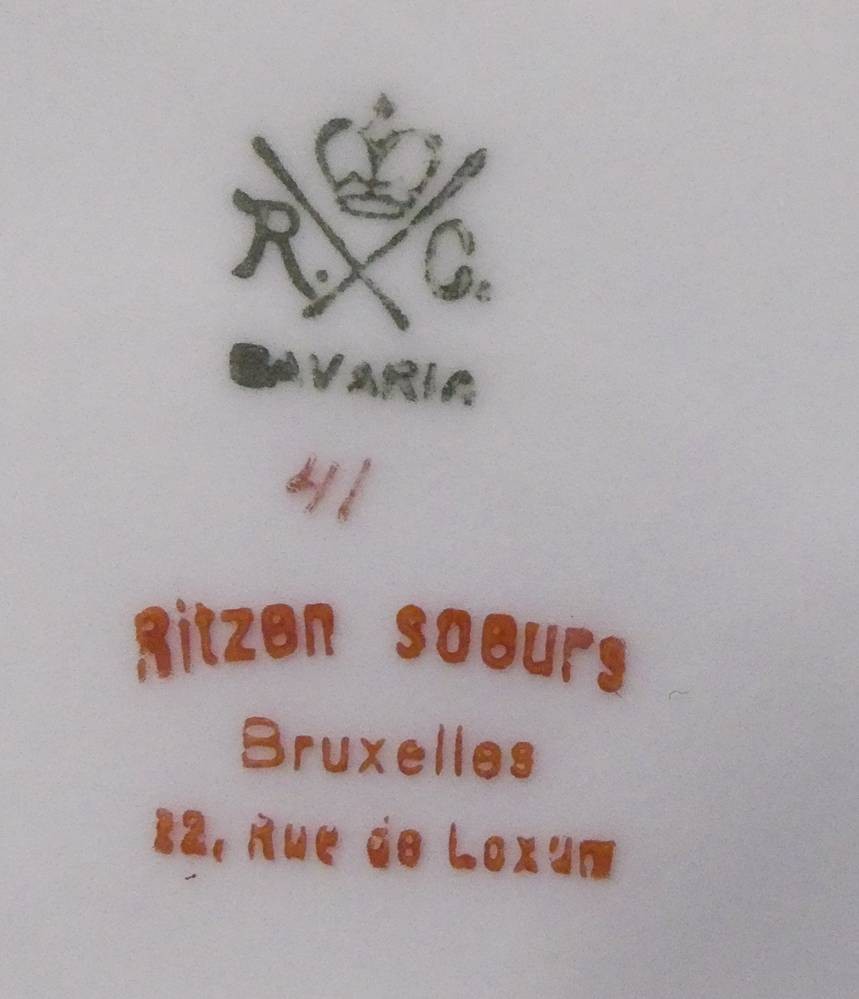 R. C.
BAVARIA
41
Ritzen soeurs
Bruxelles
22, Rue de Loxum